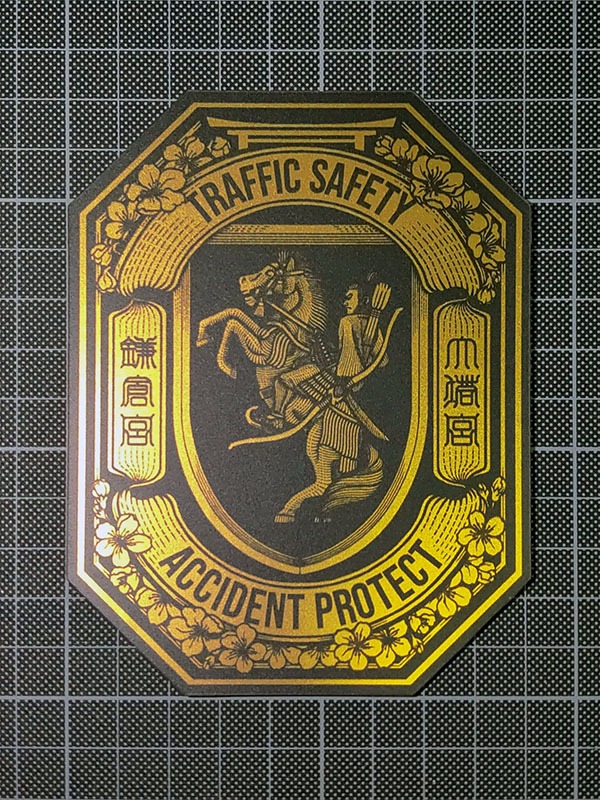 TRAFFIC SAFETY
鎌倉宮
大塔宮
ACCIDENT PROTECT